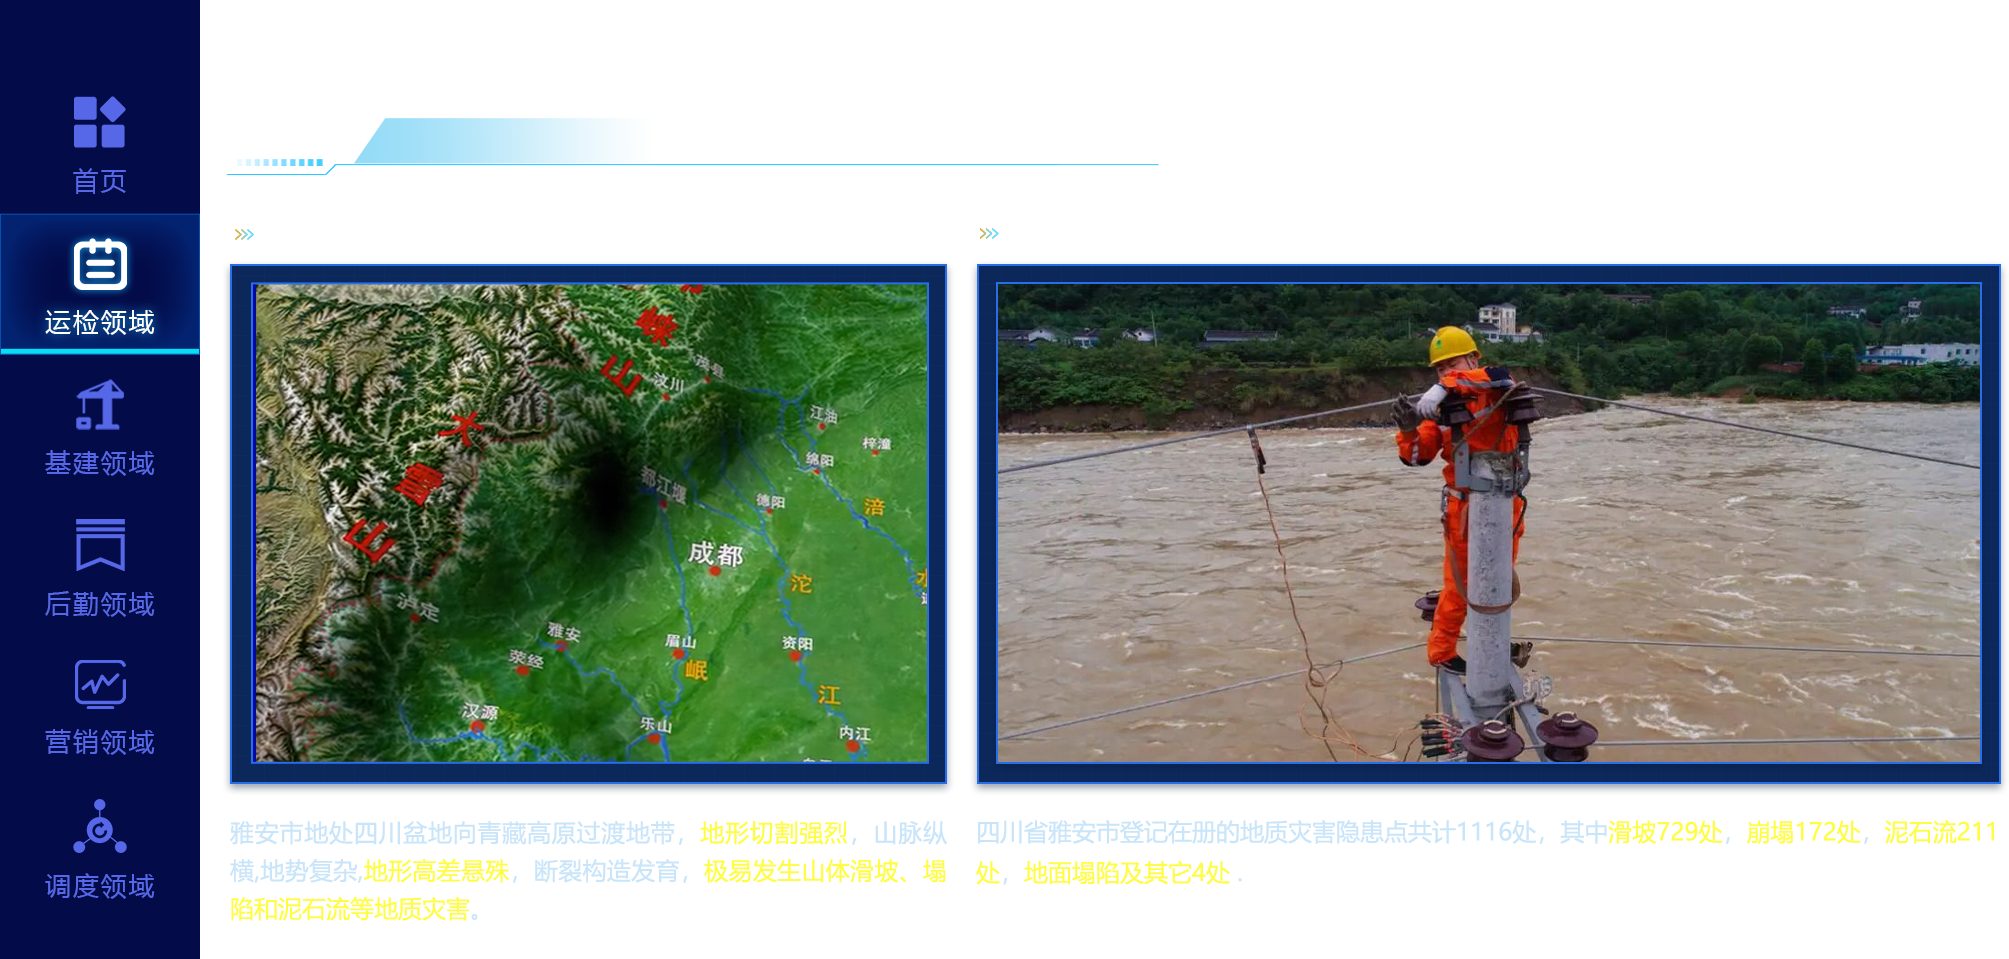 首页
运检领域
基建领域
后勤领域
营销领域
调度领域
嵘
山
汶川
茂县
江油
梓潼
绵阳
大
雪
山
都江堰
德阳
涪
成都
沱
泸定
雅安
荥经
眉山
岷
资阳
江
汉源
乐山
内江
雅安市地处四川盆地向青藏高原过渡地带，地形切割强烈，山脉纵
横,地势复杂,地形高差悬殊，断裂构造发育，极易发生山体滑坡、塌
陷和泥石流等地质灾害。
四川省雅安市登记在册的地质灾害隐患点共计1116处，其中滑坡729处，崩塌172处，泥石流211
处，地面塌陷及其它4处 .